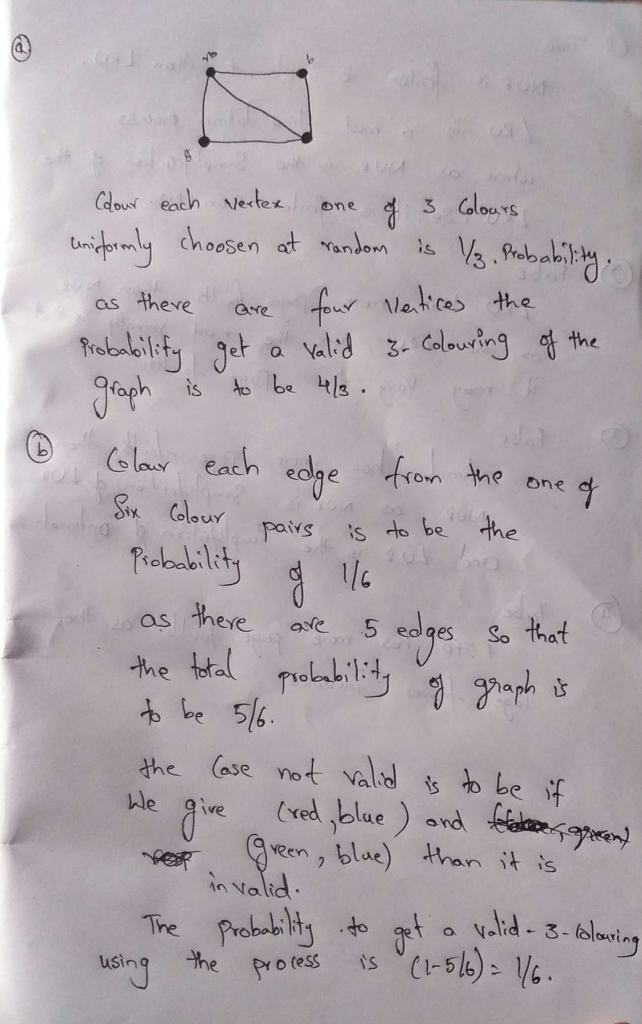 a
b
8
Colour each vertex one of 3 Colours
uniformly choosen at random is 1/3. Probability.
as there are four Vertices the
Probability get a Valid 3-Colouring of the
graph is to be 4/3.
b
Colour each edge from the one of
Six Colour pairs is to be the
Probability of 1/6
as there are 5 edges so that
the total probability of graph is
to be 5/6.
the Case not valid is to be if
We give (red, blue) and
(green, blue) than it is
invalid.
The Probability to get a valid-3-Colouring
using the process is (1-5/6) = 1/6.